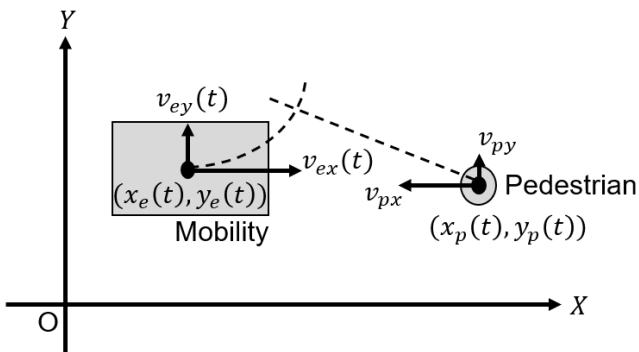 Y
v_{ey}(t)
v_{ex}(t)
(x_e(t), y_e(t))
Mobility
v_{py}
v_{px}
Pedestrian
(x_p(t), y_p(t))
X
O